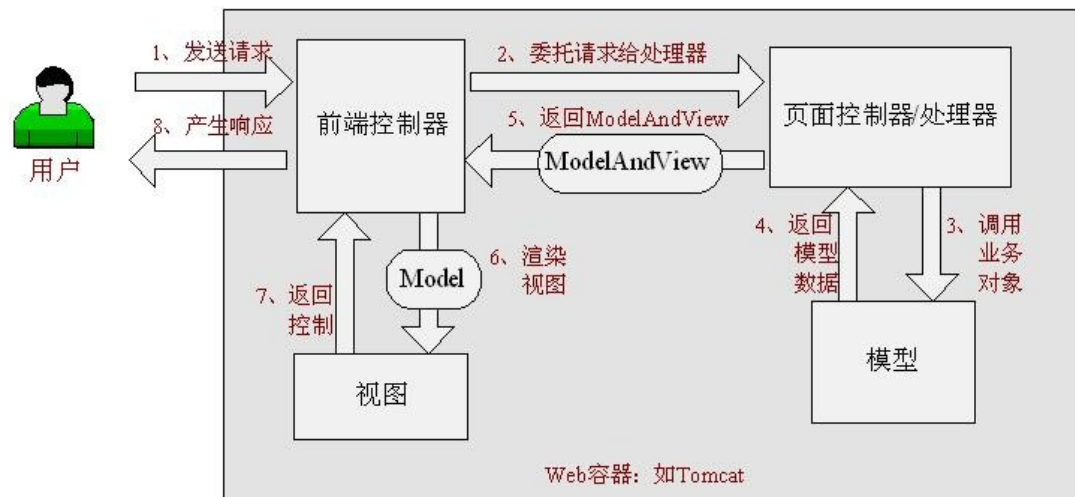 1、发送请求
2、委托请求给处理器
前端控制器
页面控制器/处理器
8、产生响应
5、返回ModelAndView
ModelAndView
用户
4、返回
模型
数据
3、调用
业务
对象
6、渲染
视图
Model
7、返回
控制
视图
模型
Web容器：如Tomcat